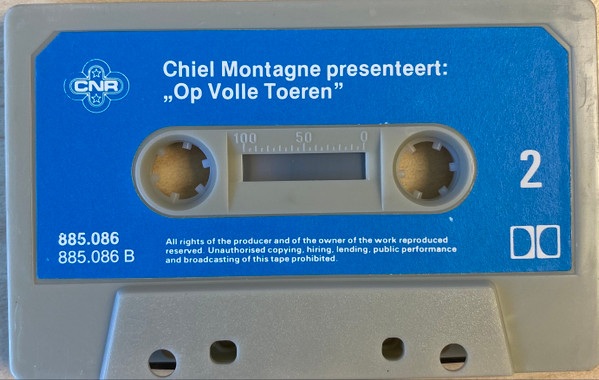 CNR
Chiel Montagne presenteert:
„Op Volle Toeren”
100 50 0
2
885.086
885.086 B
All rights of the producer and of the owner of the work reproduced
reserved. Unauthorised copying, hiring, lending, public performance
and broadcasting of this tape prohibited.